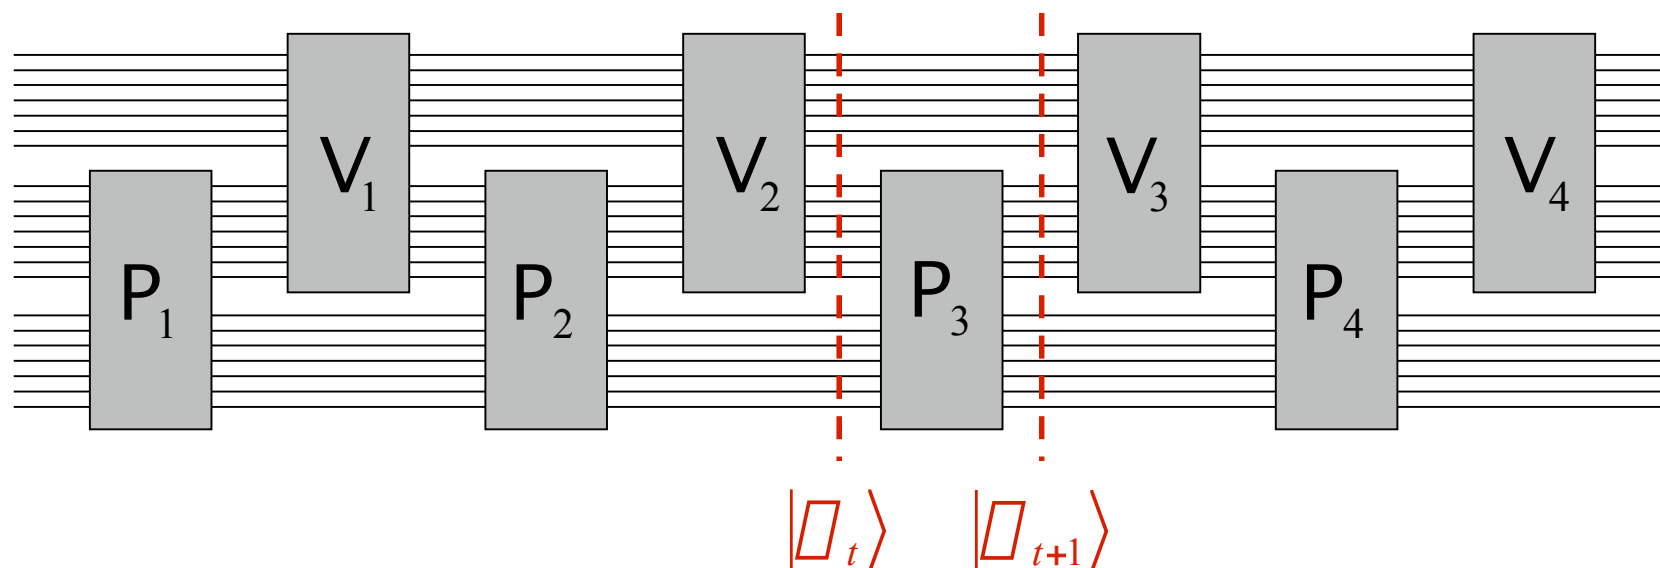 V₁ V₂ V₃ V₄
P₁ P₂ P₃ P₄
|▯ₜ⟩ |▯ₜ₊₁⟩